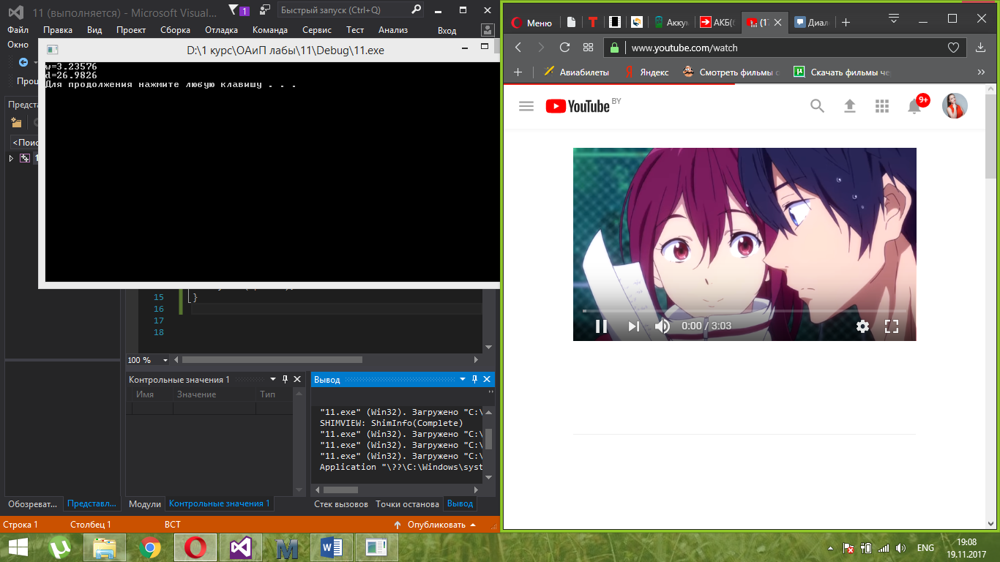 11 (выполняется) - Microsoft Visual...
1
Быстрый запуск (Ctrl+Q)
Файл Правка Вид Проект Сборка Отладка Команда Сервис Тест Анализ Вход
Окно
D:\1 курс\ОАиП лабы\11\Debug\11.exe
w=3.23576
d=26.9826
Для продолжения нажмите любую клавишу . . .
Предста
<Поис
15 }
16
17
18
100 %
Контрольные значения 1
Имя Значение Тип
Вывод
"11.exe" (Win32). Загружено "C:\
SHIMVIEW: ShimInfo(Complete)
"11.exe" (Win32). Загружено "C:\
"11.exe" (Win32). Загружено "C:\
"11.exe" (Win32). Загружено "C:\
Application "\??\C:\Windows\syst
Обозреват... Представл... Модули Контрольные значения 1 Стек вызовов Точки останова Вывод
Строка 1 Столбец 1 ВСТ Опубликовать
Меню
Акку
АКБ(
(1
Диал
www.youtube.com/watch
Авиабилеты
Яндекс
Смотреть фильмы о
Скачать фильмы че
YouTube BY
9+
0:00 / 3:03
ENG
19:08
19.11.2017